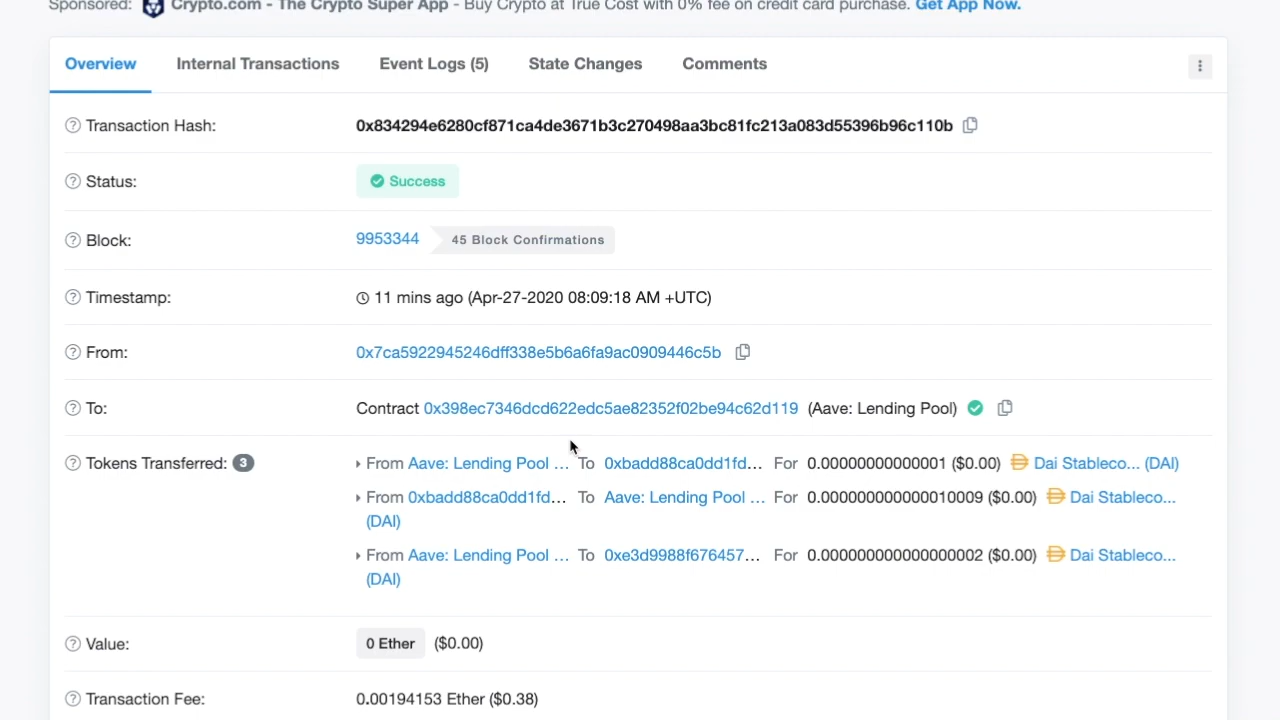 Sponsored: Crypto.com - The Crypto Super App - Buy Crypto at True Cost with 0% fee on credit card purchase. Get App Now.
Overview Internal Transactions Event Logs (5) State Changes Comments
Transaction Hash: 0x834294e6280cf871ca4de3671b3c270498aa3bc81fc213a083d55396b96c110b
Status: Success
Block: 9953344 45 Block Confirmations
Timestamp: 11 mins ago (Apr-27-2020 08:09:18 AM +UTC)
From: 0x7ca5922945246dff338e5b6a6fa9ac0909446c5b
To: Contract 0x398ec7346dcd622edc5ae82352f02be94c62d119 (Aave: Lending Pool)
Tokens Transferred: 3 From Aave: Lending Pool ... To 0xbadd88ca0dd1fd... For 0.00000000000001 ($0.00) Dai Stableco... (DAI)
From 0xbadd88ca0dd1fd... To Aave: Lending Pool ... For 0.000000000000010009 ($0.00) Dai Stableco...
(DAI)
From Aave: Lending Pool ... To 0xe3d9988f676457... For 0.000000000000000002 ($0.00) Dai Stableco...
(DAI)
Value: 0 Ether ($0.00)
Transaction Fee: 0.00194153 Ether ($0.38)